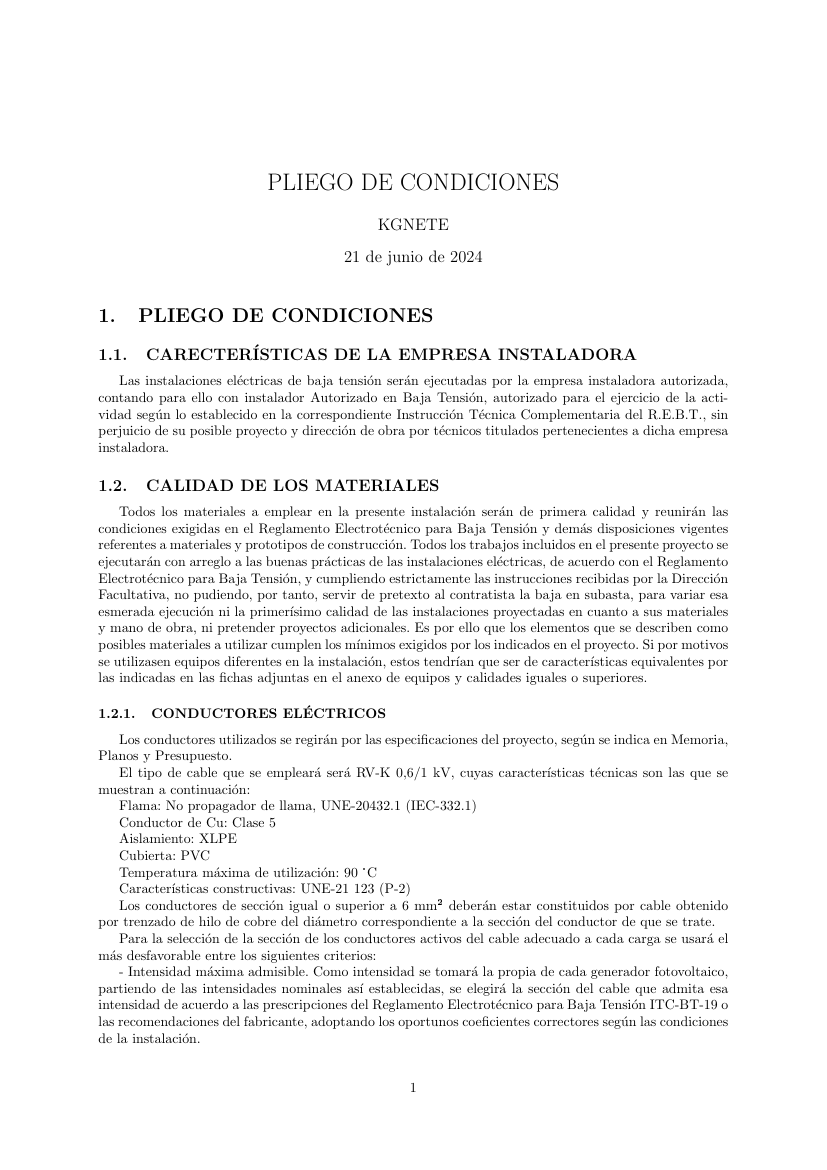 PLIEGO DE CONDICIONES
KGNETE
21 de junio de 2024
1. PLIEGO DE CONDICIONES
1.1. CARECTERÍSTICAS DE LA EMPRESA INSTALADORA
Las instalaciones eléctricas de baja tensión serán ejecutadas por la empresa instaladora autorizada,
contando para ello con instalador Autorizado en Baja Tensión, autorizado para el ejercicio de la acti-
vidad según lo establecido en la correspondiente Instrucción Técnica Complementaria del R.E.B.T., sin
perjuicio de su posible proyecto y dirección de obra por técnicos titulados pertenecientes a dicha empresa
instaladora.
1.2. CALIDAD DE LOS MATERIALES
Todos los materiales a emplear en la presente instalación serán de primera calidad y reunirán las
condiciones exigidas en el Reglamento Electrotécnico para Baja Tensión y demás disposiciones vigentes
referentes a materiales y prototipos de construcción. Todos los trabajos incluidos en el presente proyecto se
ejecutarán con arreglo a las buenas prácticas de las instalaciones eléctricas, de acuerdo con el Reglamento
Electrotécnico para Baja Tensión, y cumpliendo estrictamente las instrucciones recibidas por la Dirección
Facultativa, no pudiendo, por tanto, servir de pretexto al contratista la baja en subasta, para variar esa
esmerada ejecución ni la primerísimo calidad de las instalaciones proyectadas en cuanto a sus materiales
y mano de obra, ni pretender proyectos adicionales. Es por ello que los elementos que se describen como
posibles materiales a utilizar cumplen los mínimos exigidos por los indicados en el proyecto. Si por motivos
se utilizasen equipos diferentes en la instalación, estos tendrían que ser de características equivalentes por
las indicadas en las fichas adjuntas en el anexo de equipos y calidades iguales o superiores.
1.2.1. CONDUCTORES ELÉCTRICOS
Los conductores utilizados se regirán por las especificaciones del proyecto, según se indica en Memoria,
Planos y Presupuesto.
El tipo de cable que se empleará será RV-K 0,6/1 kV, cuyas características técnicas son las que se
muestran a continuación:
Flama: No propagador de llama, UNE-20432.1 (IEC-332.1)
Conductor de Cu: Clase 5
Aislamiento: XLPE
Cubierta: PVC
Temperatura máxima de utilización: 90 ˚C
Características constructivas: UNE-21 123 (P-2)
Los conductores de sección igual o superior a 6 mm² deberán estar constituidos por cable obtenido
por trenzado de hilo de cobre del diámetro correspondiente a la sección del conductor de que se trate.
Para la selección de la sección de los conductores activos del cable adecuado a cada carga se usará el
más desfavorable entre los siguientes criterios:
- Intensidad máxima admisible. Como intensidad se tomará la propia de cada generador fotovoltaico,
partiendo de las intensidades nominales así establecidas, se elegirá la sección del cable que admita esa
intensidad de acuerdo a las prescripciones del Reglamento Electrotécnico para Baja Tensión ITC-BT-19 o
las recomendaciones del fabricante, adoptando los oportunos coeficientes correctores según las condiciones
de la instalación.
1